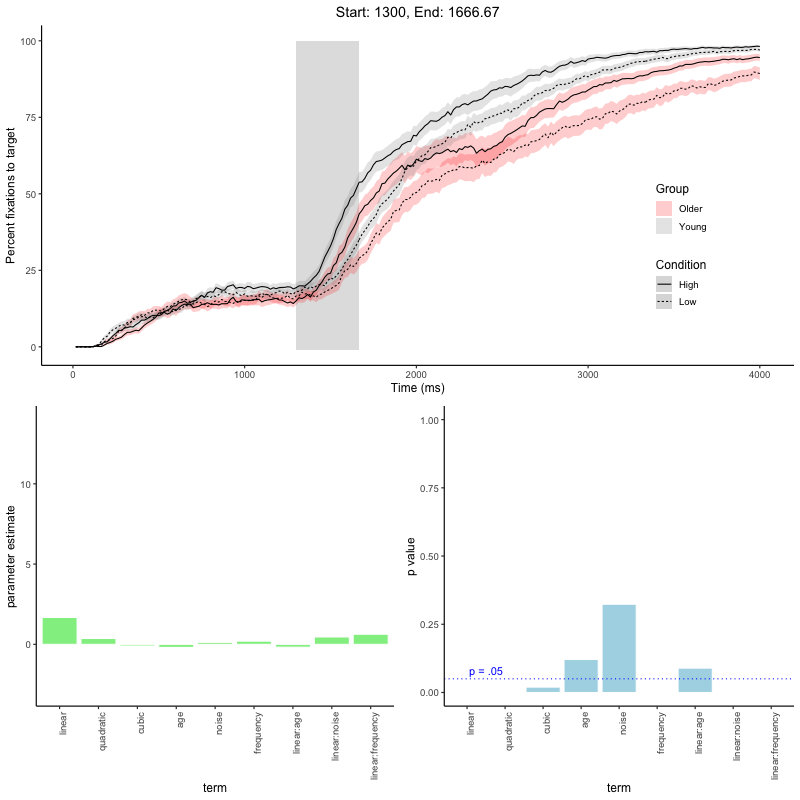 Start: 1300, End: 1666.67
Percent fixations to target
100
75
50
25
0
0
1000
2000
3000
4000
Time (ms)
Group
Older
Young
Condition
High
Low
parameter estimate
10
5
0
linear
quadratic
cubic
age
noise
frequency
linear:age
linear:noise
linear:frequency
term
p value
1.00
0.75
0.50
0.25
0.00
p = .05
linear
quadratic
cubic
age
noise
frequency
linear:age
linear:noise
linear:frequency
term